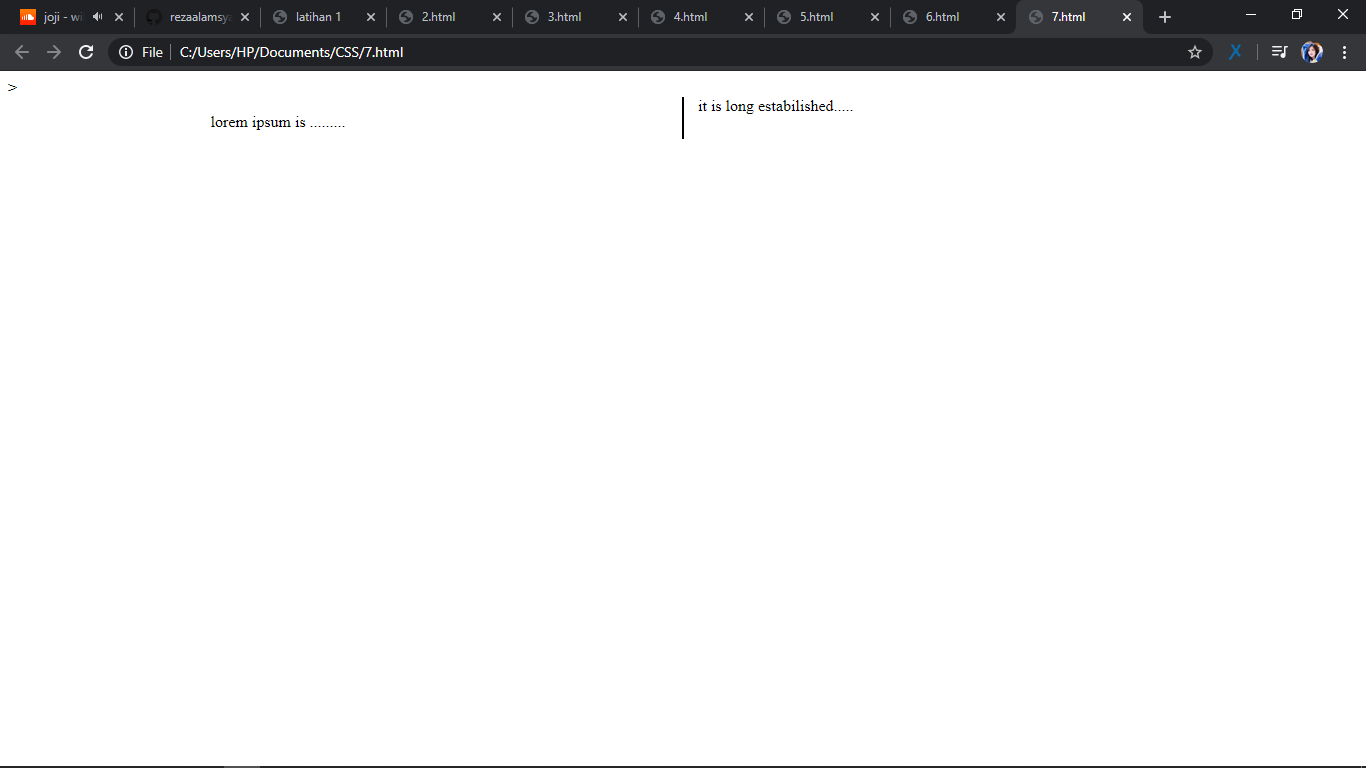 joji - wi
rezaalamsya
latihan 1
2.html
3.html
4.html
5.html
6.html
7.html
File
C:/Users/HP/Documents/CSS/7.html
X
>
lorem ipsum is .........
it is long estabilished.....